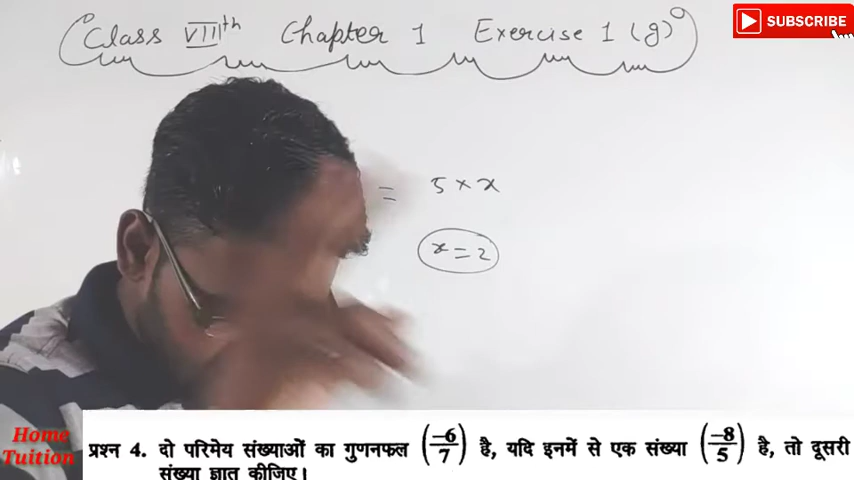 Class VIIIth Chapter 1 Exercise 1 (g)
SUBSCRIBE
= 5 × x
x = 2
Home
Tuition
प्रश्न 4. दो परिमेय संख्याओं का गुणनफल (-6/7) है, यदि इनमें से एक संख्या (-8/5) है, तो दूसरी
संख्या ज्ञात कीजिए।